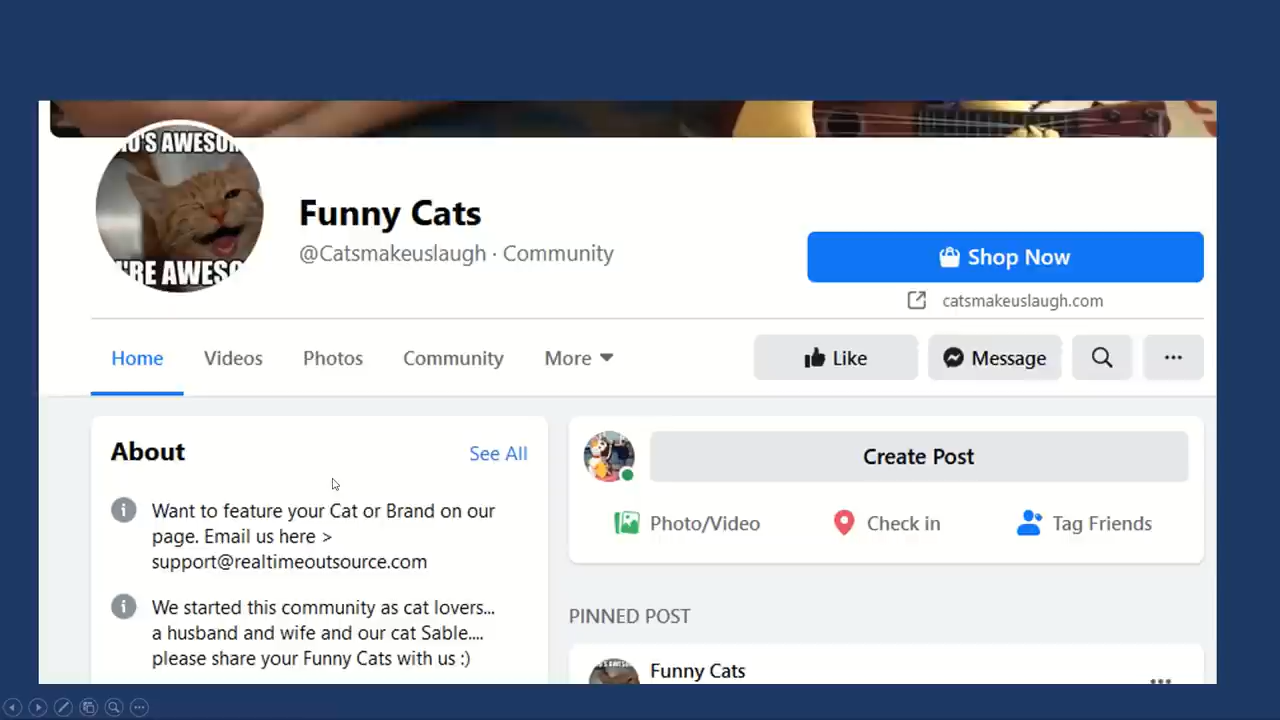 Funny Cats
@Catsmakeuslaugh · Community
Shop Now
catsmakeuslaugh.com
Home Videos Photos Community More
Like Message
About See All
Want to feature your Cat or Brand on our
page. Email us here >
support@realtimeoutsource.com
We started this community as cat lovers...
a husband and wife and our cat Sable....
please share your Funny Cats with us :)
Create Post
Photo/Video Check in Tag Friends
PINNED POST
Funny Cats